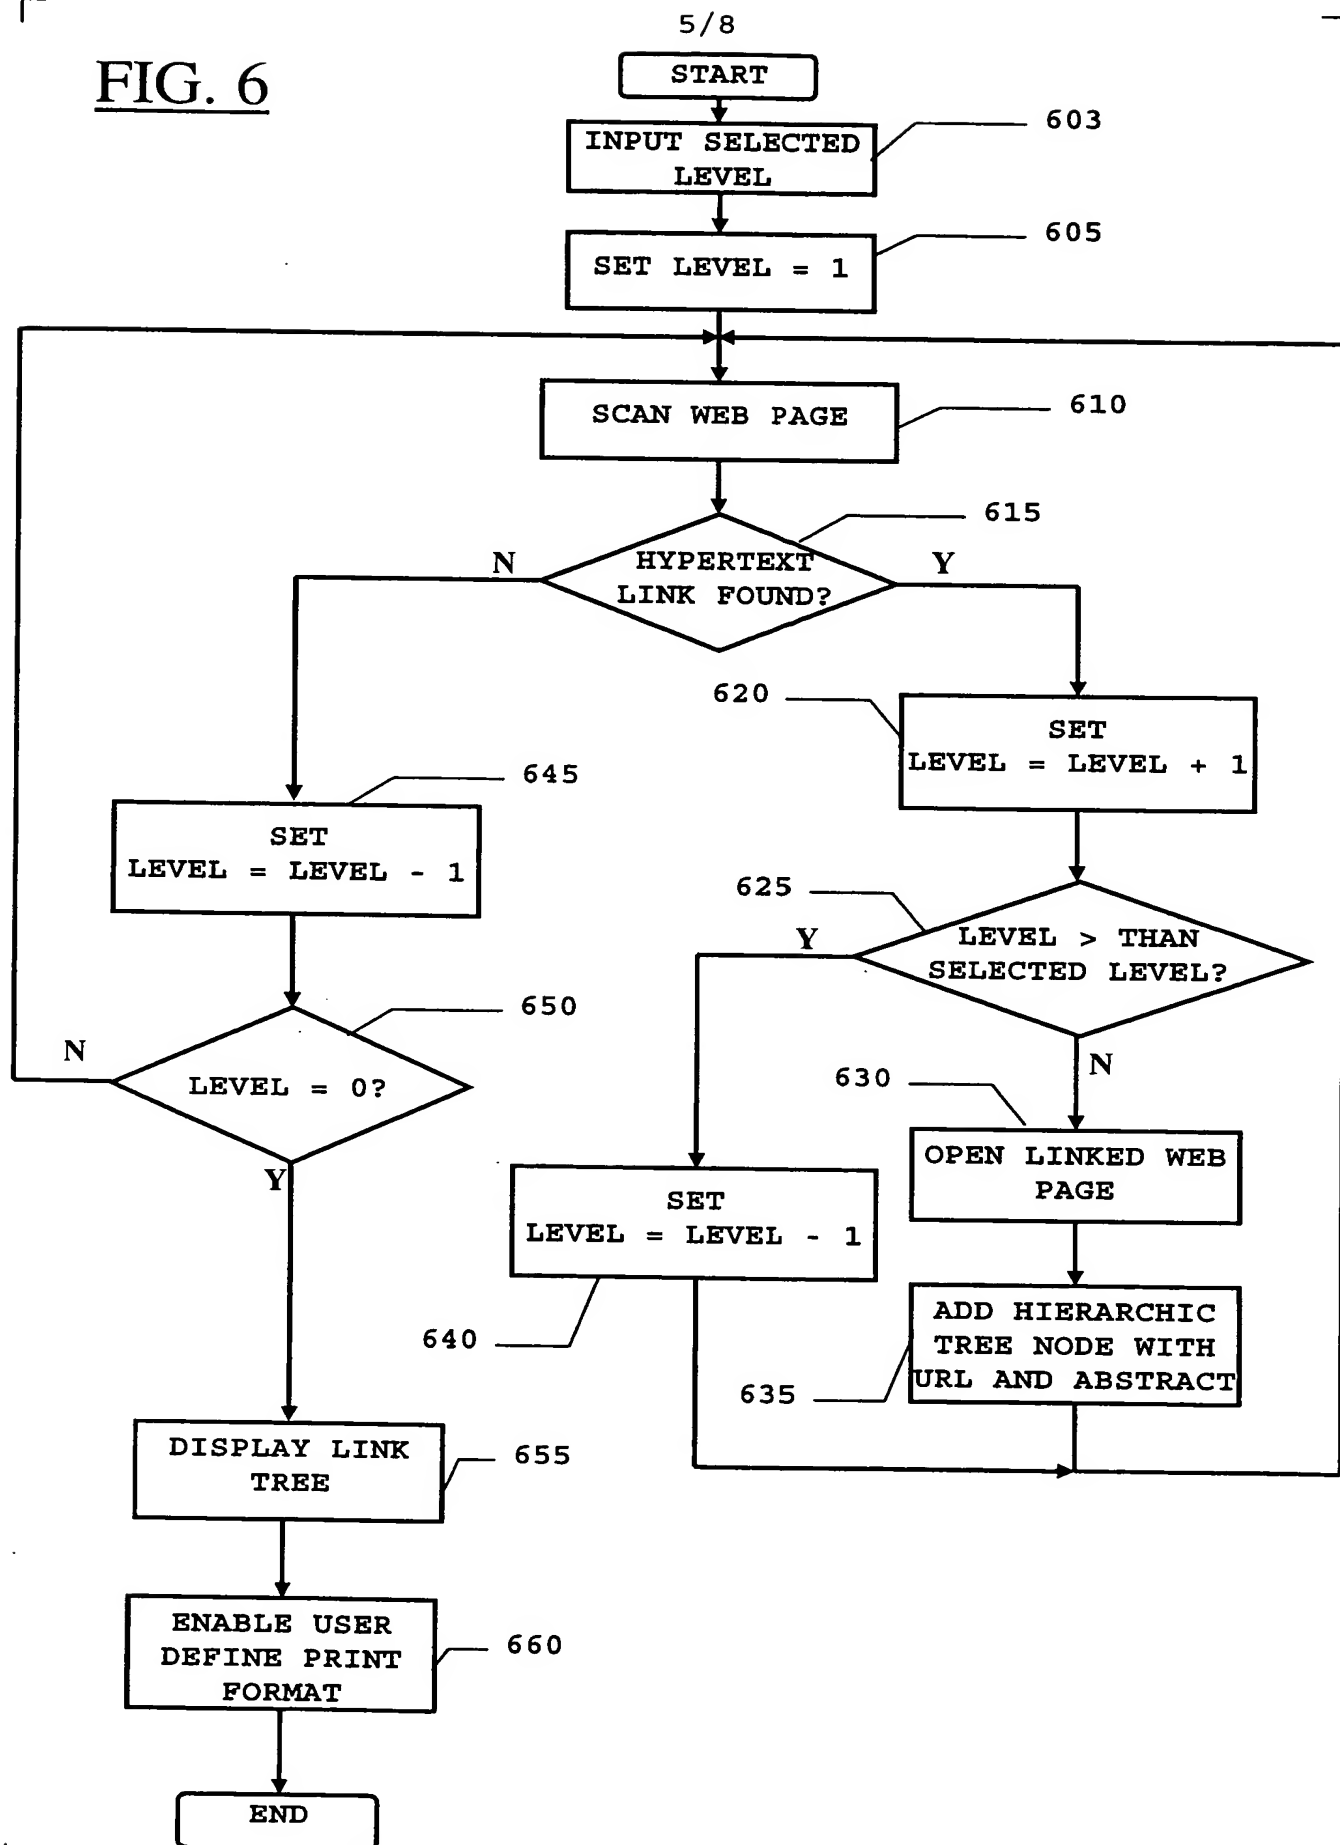 5/8
FIG. 6
START
603
INPUT SELECTED
LEVEL
605
SET LEVEL = 1
SCAN WEB PAGE
610
615
N
HYPERTEXT
LINK FOUND?
Y
620
SET
LEVEL = LEVEL + 1
645
SET
LEVEL = LEVEL - 1
625
Y
LEVEL > THAN
SELECTED LEVEL?
650
N
LEVEL = 0?
N
630
OPEN LINKED WEB
PAGE
Y
SET
LEVEL = LEVEL - 1
640
ADD HIERARCHIC
TREE NODE WITH
URL AND ABSTRACT
635
DISPLAY LINK
TREE
655
ENABLE USER
DEFINE PRINT
FORMAT
660
END